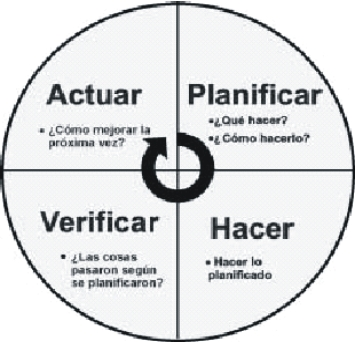 Actuar
• ¿Cómo mejorar la
próxima vez?
Planificar
•¿Qué hacer?
•¿Cómo hacerlo?
Verificar
• ¿Las cosas
pasaron según
se planificaron?
Hacer
• Hacer lo
planificado